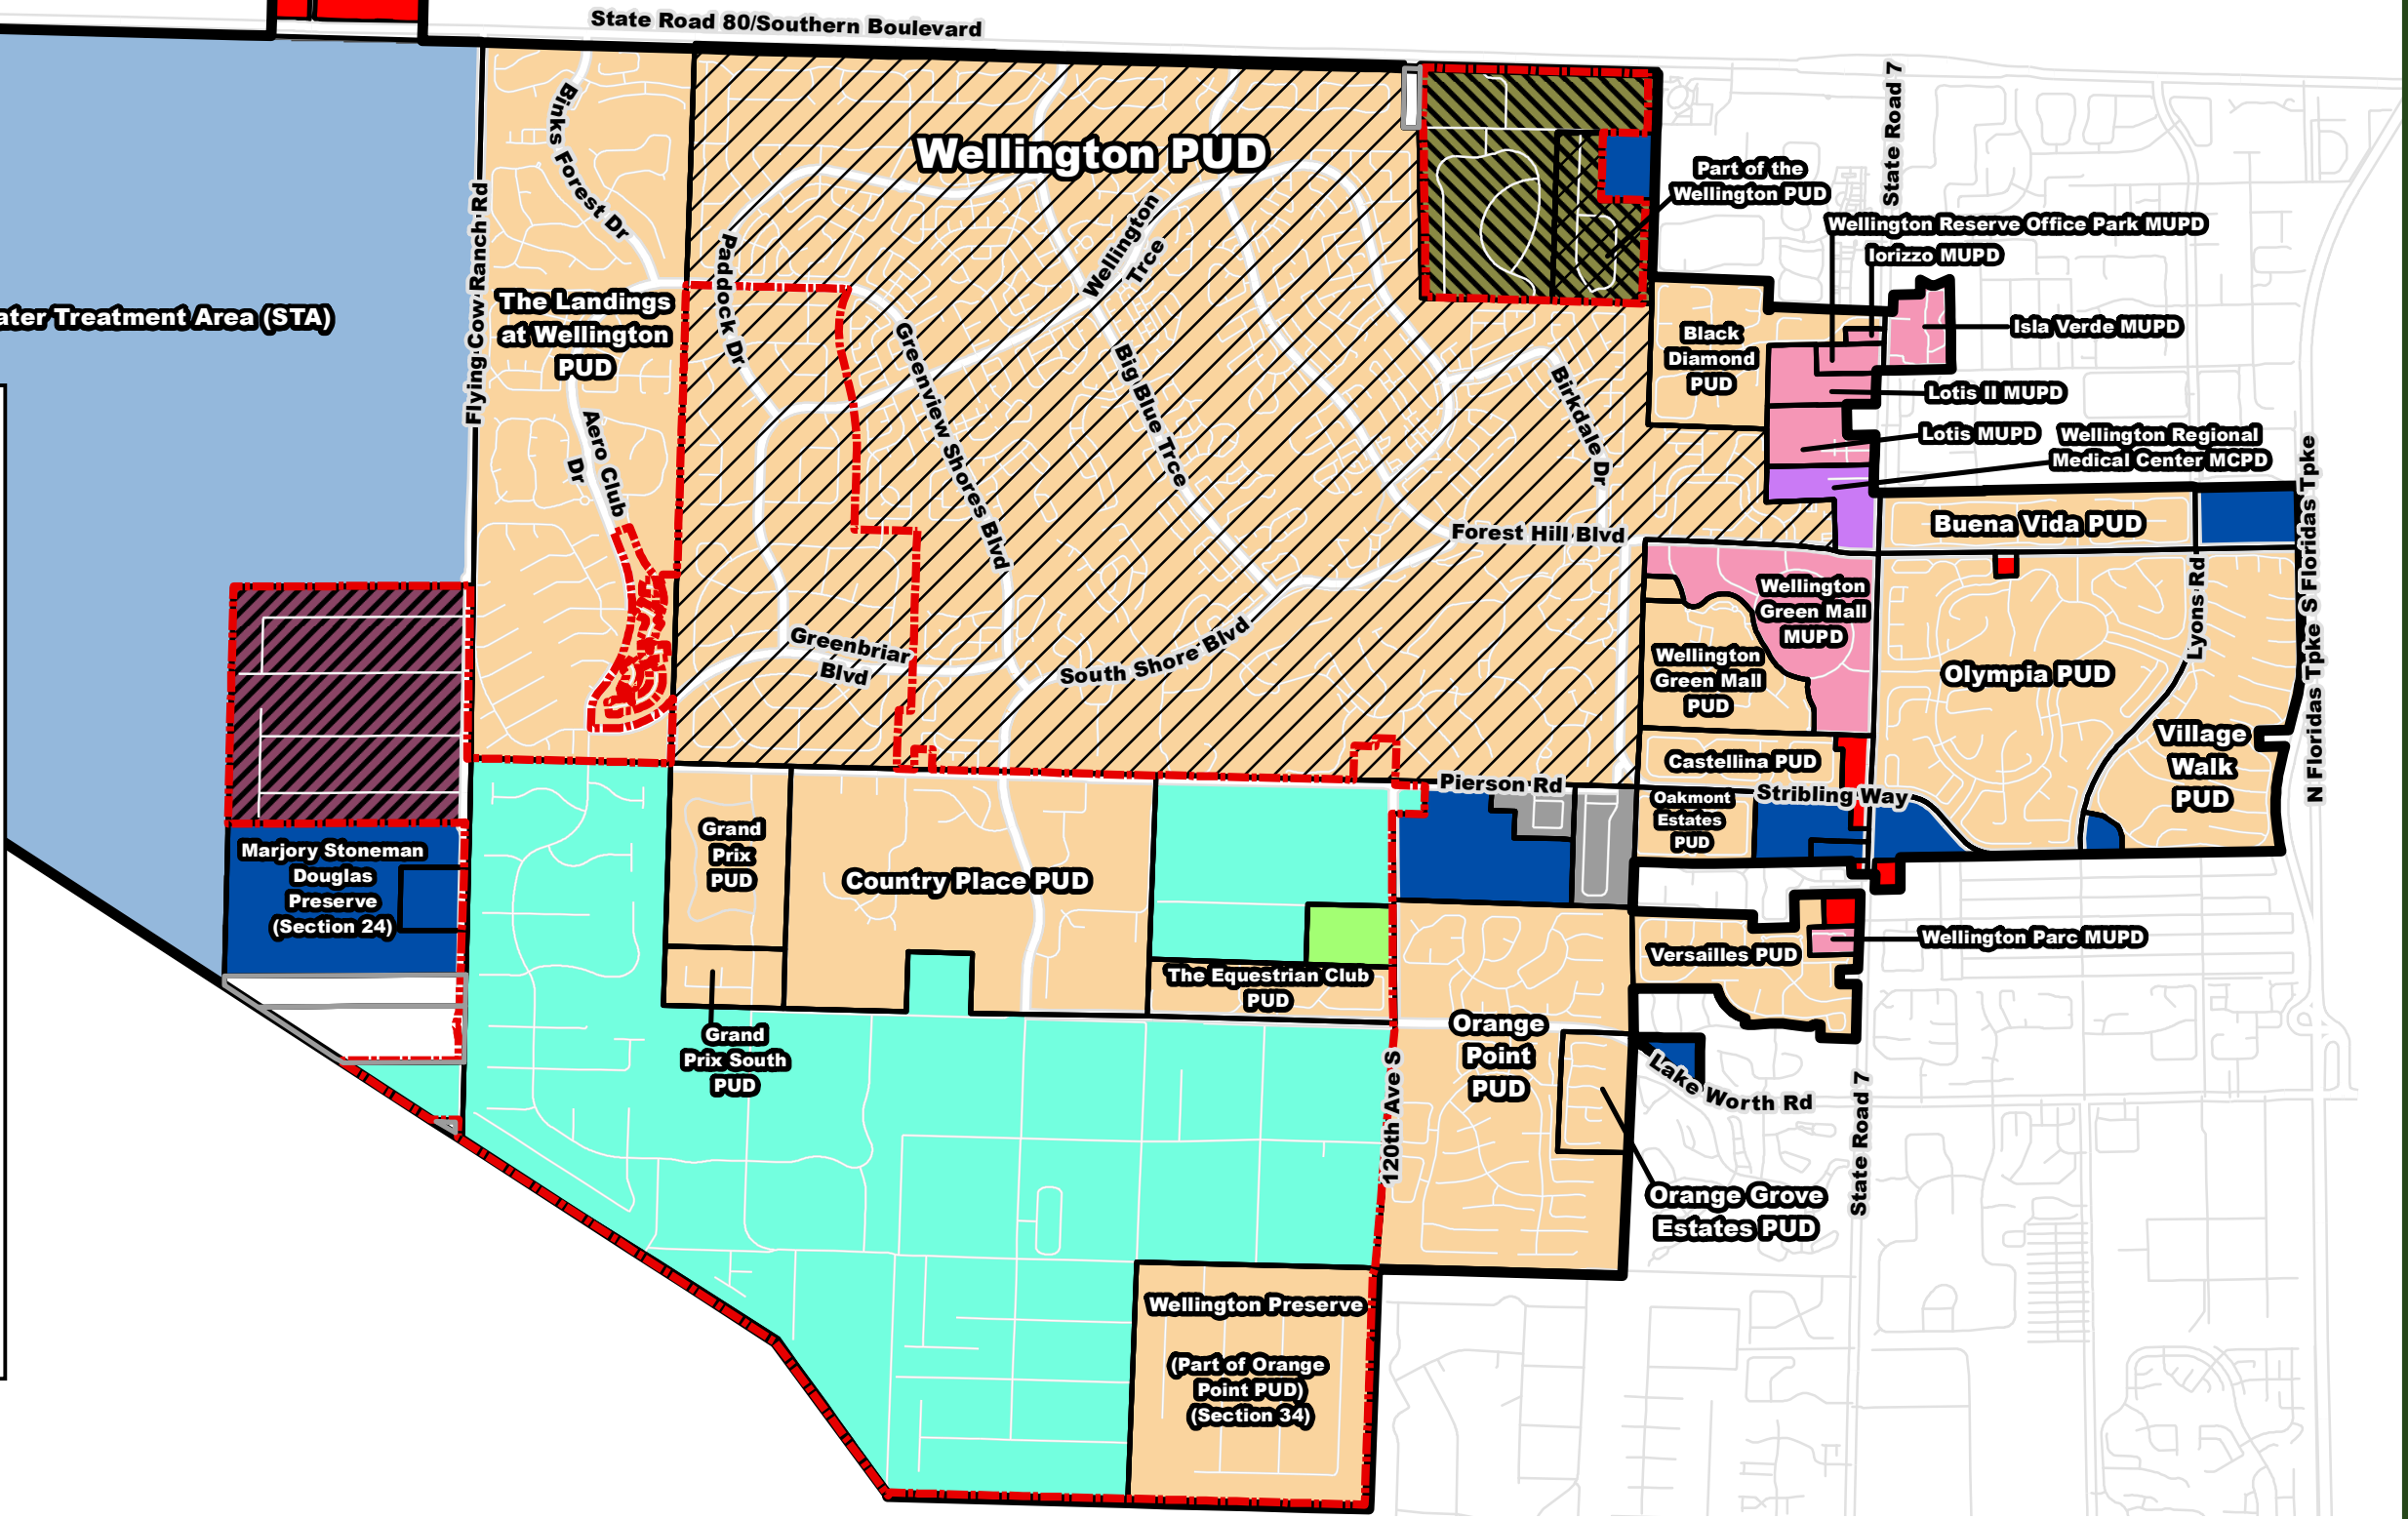 State Road 80/Southern Boulevard
Binks
Forest Dr
Flying Cow Ranch Rd
Wellington PUD
Wellington
Trce
Paddock Dr
State Road 7
Part of the
Wellington PUD
Wellington Reserve Office Park MUPD
Iorizzo MUPD
Isla Verde MUPD
ater Treatment Area (STA)
The Landings
at Wellington
PUD
Greenview Shores Blvd
Big Blue Trce
Birkdale Dr
Black
Diamond
PUD
Lotis II MUPD
Lotis MUPD
Wellington Regional
Medical Center MCPD
Aero Club
Dr
Forest Hill Blvd
Buena Vida PUD
N Floridas Tpke S Floridas Tpke
Lyons Rd
Wellington
Green Mall
MUPD
Wellington
Green Mall
PUD
Greenbriar
Blvd
South Shore Blvd
Olympia PUD
Village
Walk
PUD
Castellina PUD
Pierson Rd
Stribling Way
Oakmont
Estates
PUD
Marjory Stoneman
Douglas
Preserve
(Section 24)
Grand
Prix
PUD
Country Place PUD
The Equestrian Club
PUD
Versailles PUD
Wellington Parc MUPD
Grand
Prix South
PUD
Orange
Point
PUD
120th Ave S
Lake Worth Rd
State Road 7
Orange Grove
Estates PUD
Wellington Preserve
(Part of Orange
Point PUD)
(Section 34)